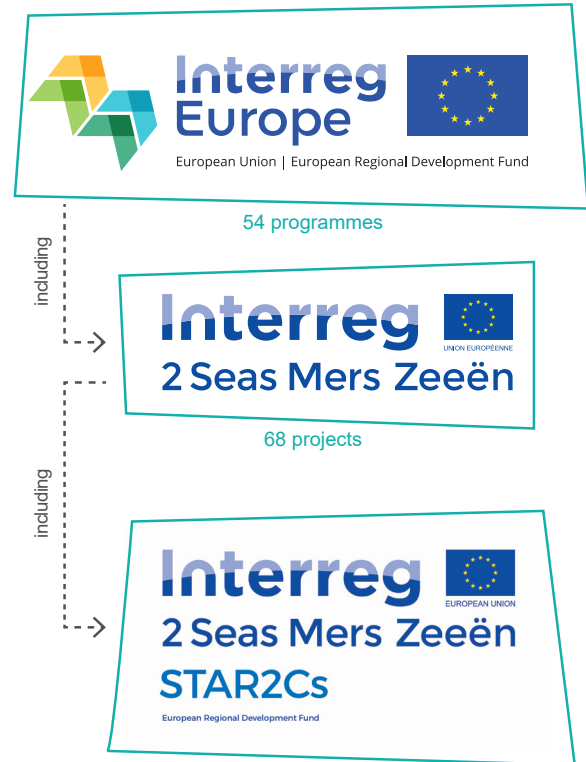 Interreg
Europe
European Union | European Regional Development Fund
54 programmes
including
Interreg
UNION EUROPÉENNE
2 Seas Mers Zeeën
68 projects
including
Interreg
EUROPEAN UNION
2 Seas Mers Zeeën
STAR2Cs
European Regional Development Fund